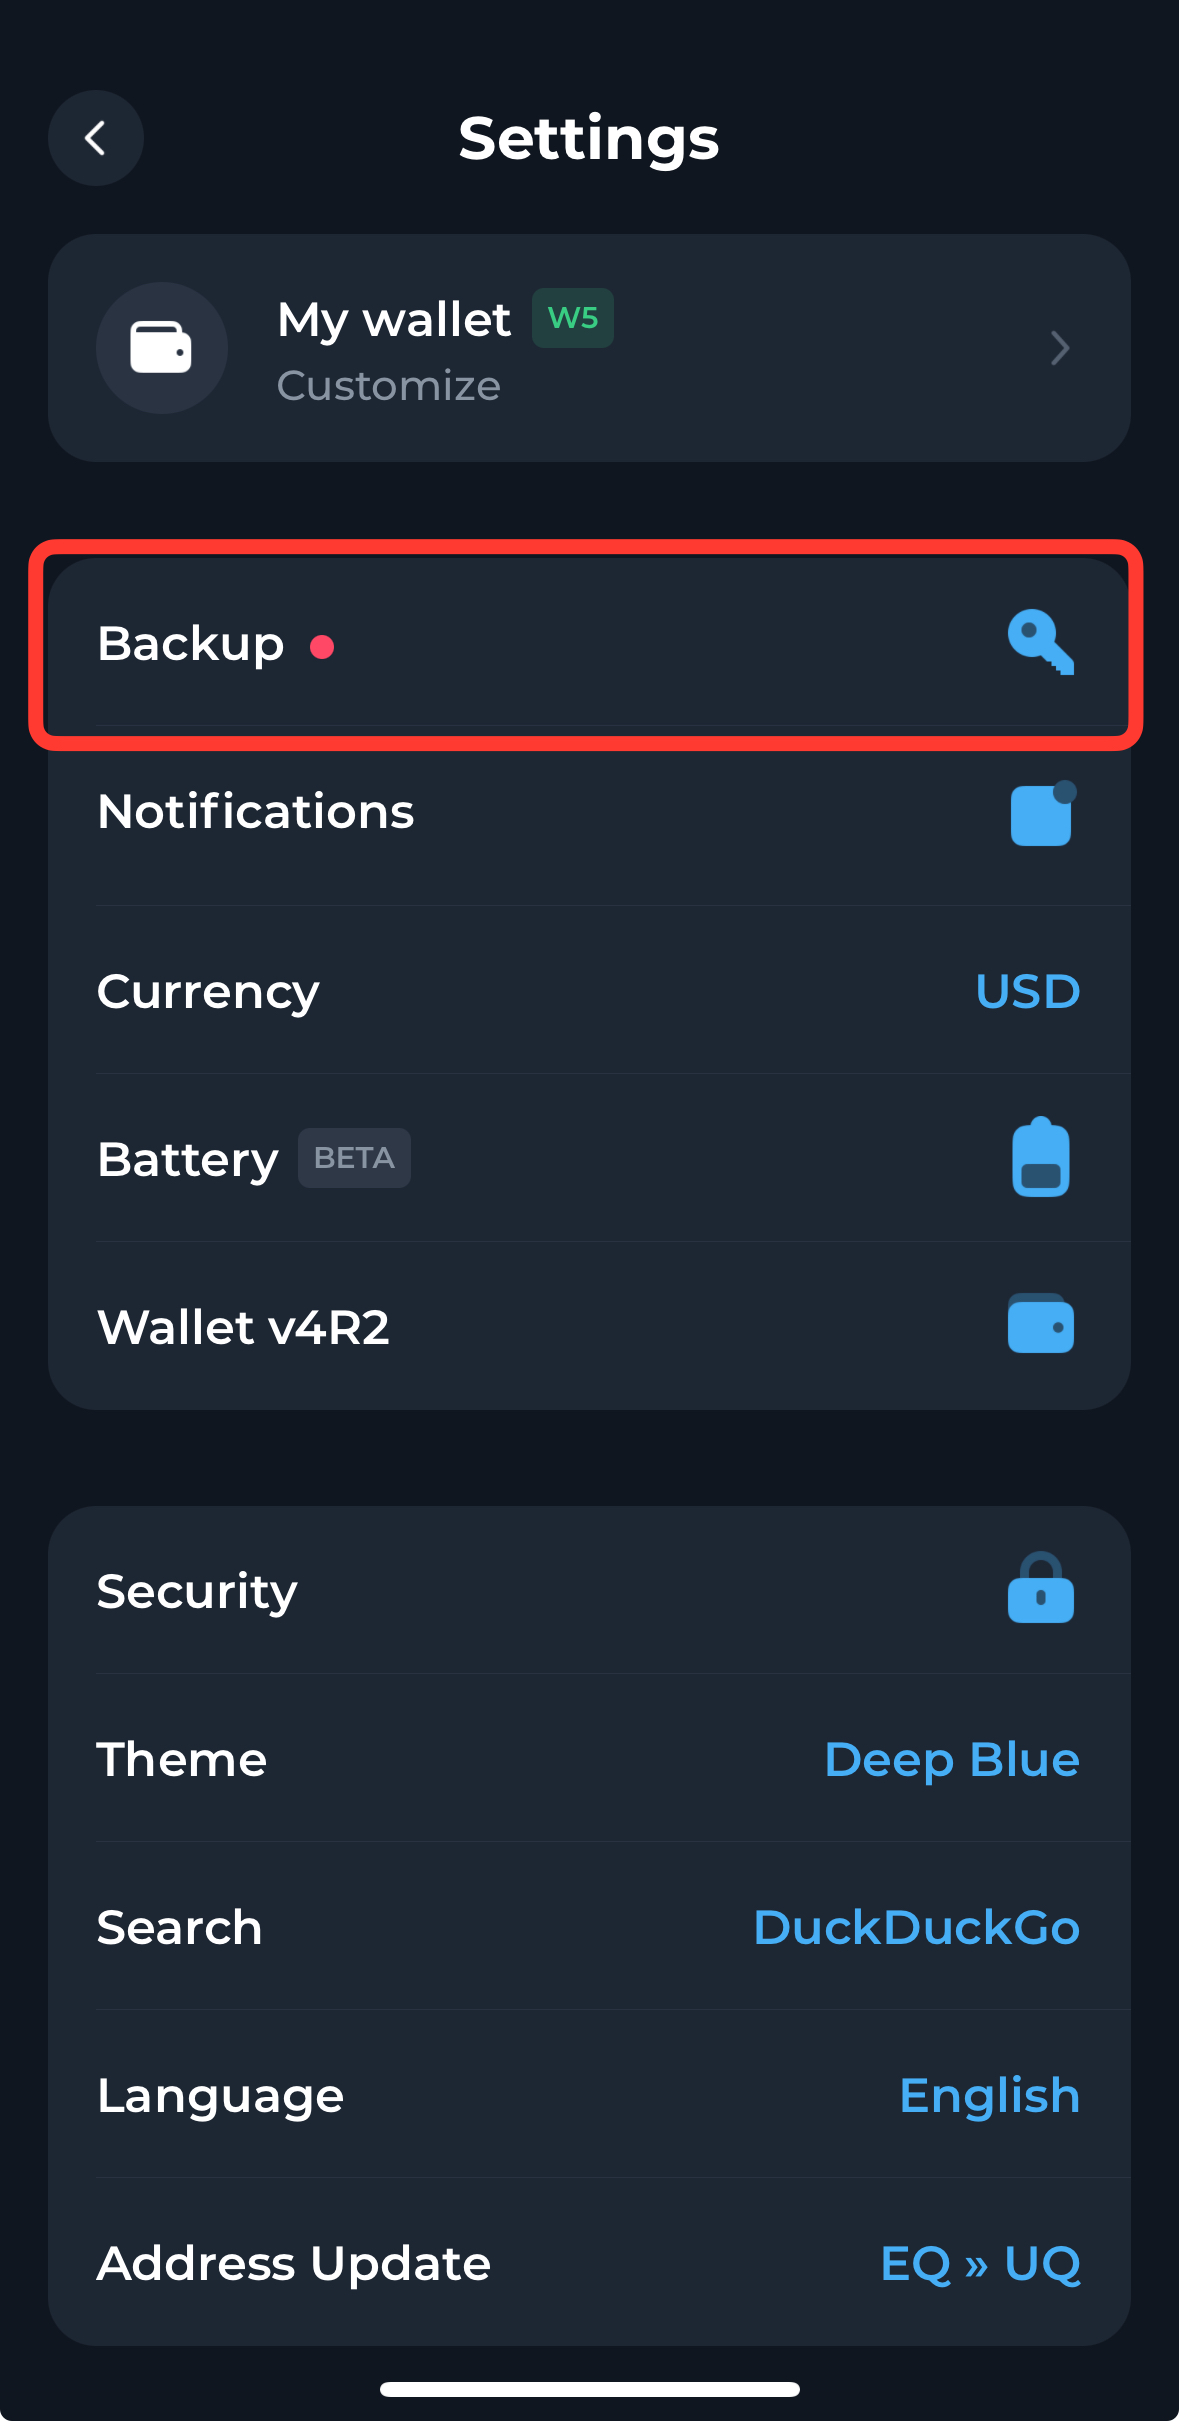 Settings
My wallet W5
Customize
Backup
Notifications
Currency USD
Battery BETA
Wallet v4R2
Security
Theme Deep Blue
Search DuckDuckGo
Language English
Address Update EQ » UQ